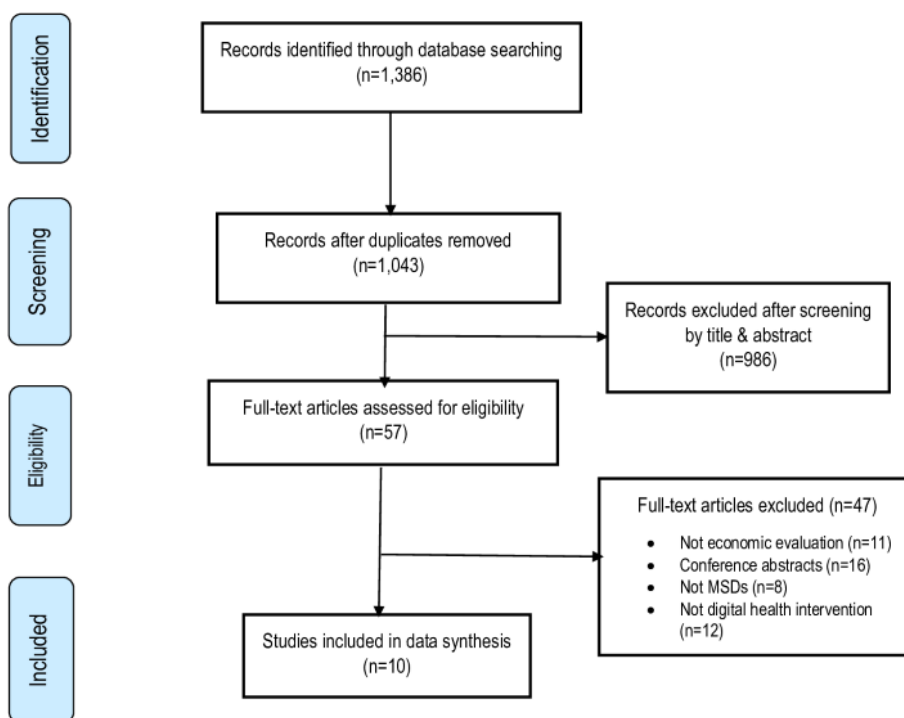 Identification
Records identified through database searching
(n=1,386)
Screening
Records after duplicates removed
(n=1,043)
Records excluded after screening
by title & abstract
(n=986)
Eligibility
Full-text articles assessed for eligibility
(n=57)
Full-text articles excluded (n=47)
• Not economic evaluation (n=11)
• Conference abstracts (n=16)
• Not MSDs (n=8)
• Not digital health intervention
(n=12)
Included
Studies included in data synthesis
(n=10)